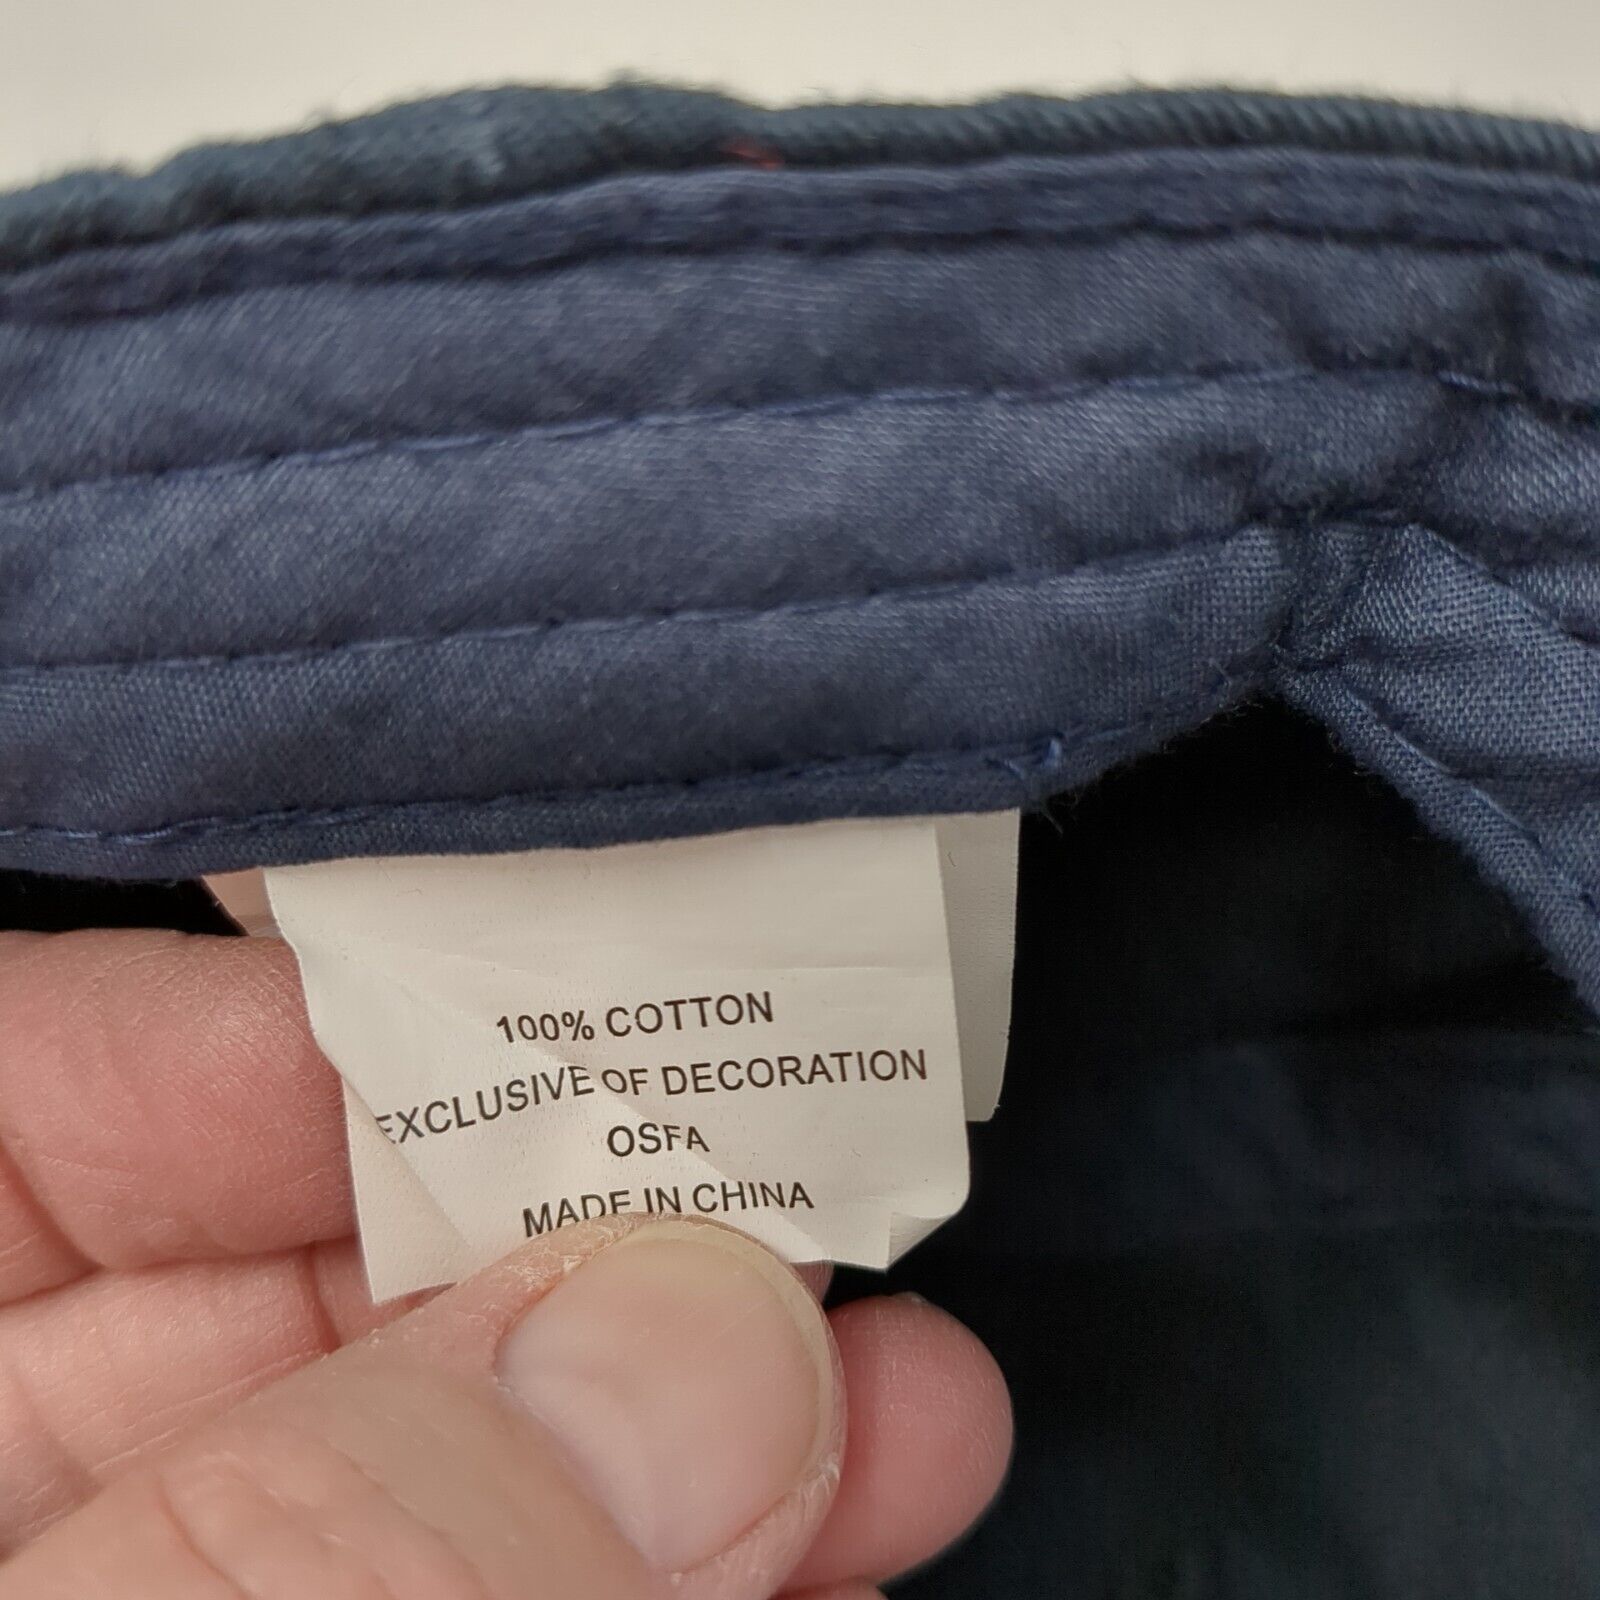 100% COTTON
EXCLUSIVE OF DECORATION
OSFA
MADE IN CHINA